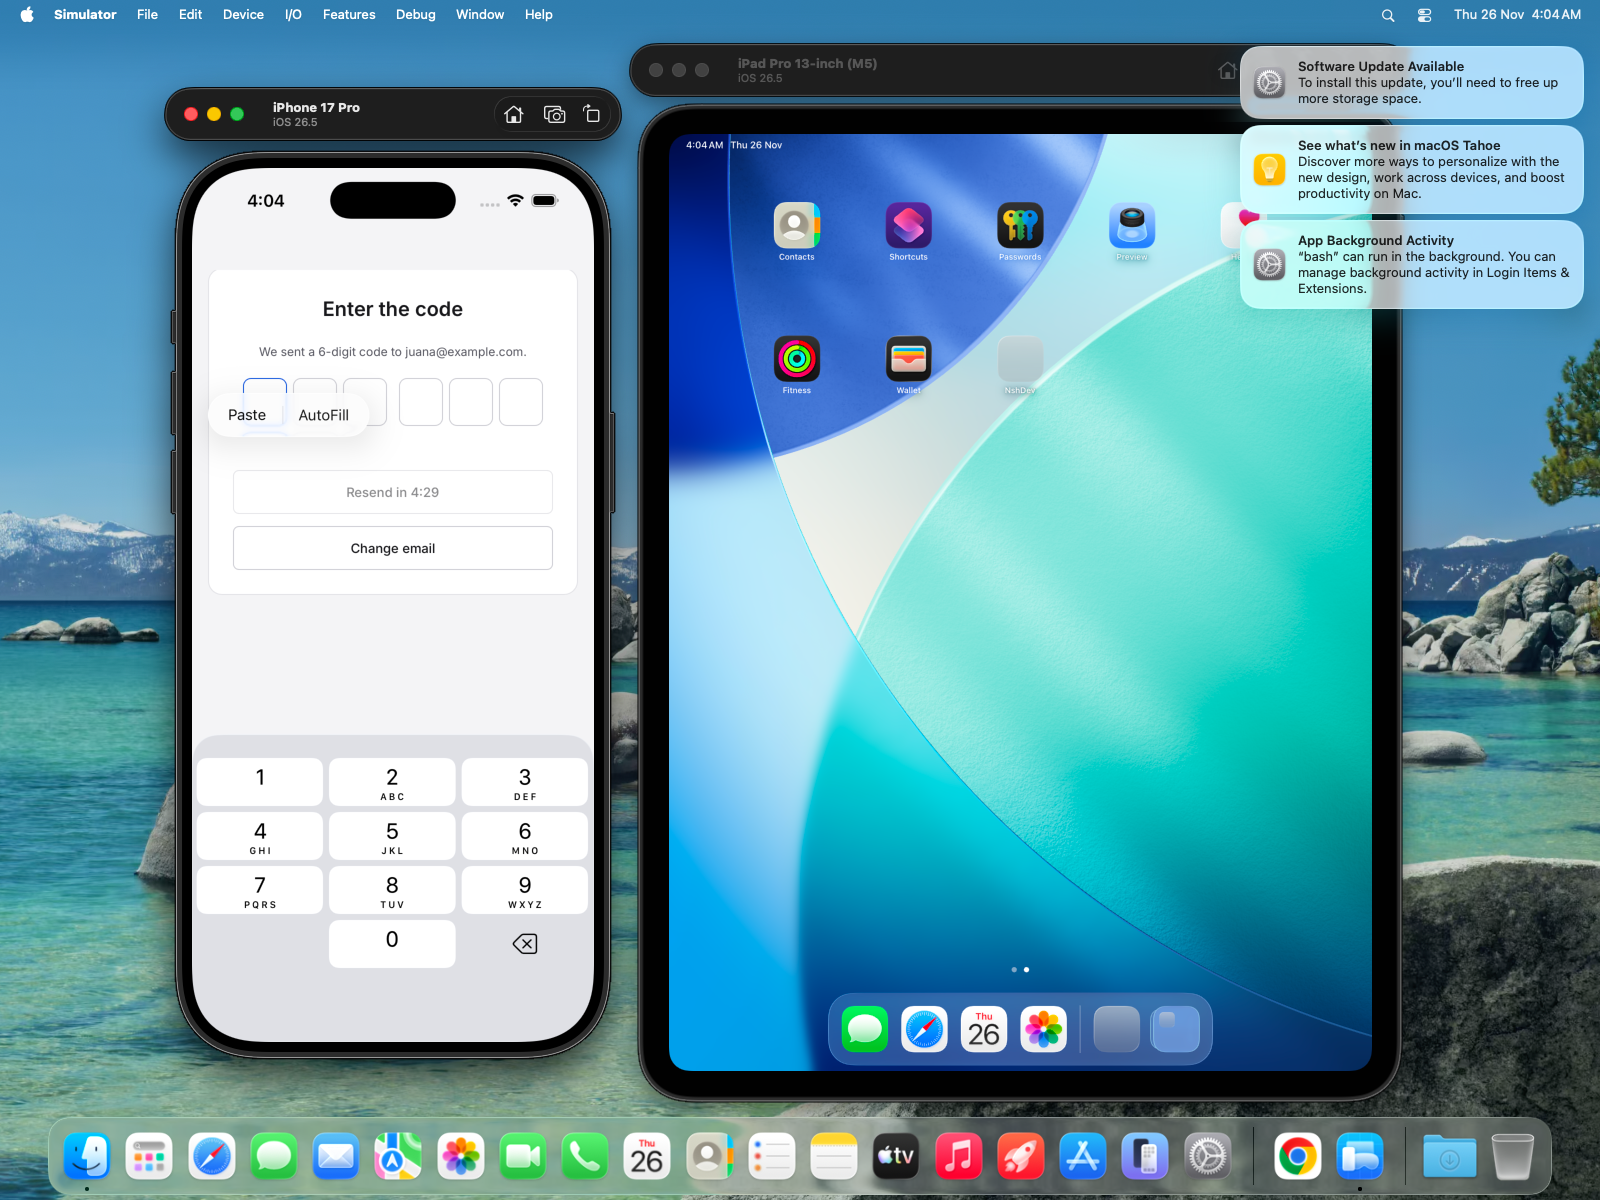 Simulator File Edit Device I/O Features Debug Window Help
Thu 26 Nov 4:04 AM
iPhone 17 Pro
iOS 26.5
4:04
Enter the code
We sent a 6-digit code to juana@example.com.
Paste AutoFill
Resend in 4:29
Change email
1
2
ABC
3
DEF
4
GHI
5
JKL
6
MNO
7
PQRS
8
TUV
9
WXYZ
0
iPad Pro 13-inch (M5)
iOS 26.5
4:04 AM Thu 26 Nov
Contacts
Shortcuts
Passwords
Preview
Fitness
Wallet
NshDev
Thu
26
Software Update Available
To install this update, you'll need to free up
more storage space.
See what's new in macOS Tahoe
Discover more ways to personalize with the
new design, work across devices, and boost
productivity on Mac.
App Background Activity
“bash” can run in the background. You can
manage background activity in Login Items &
Extensions.
Thu
26
tv